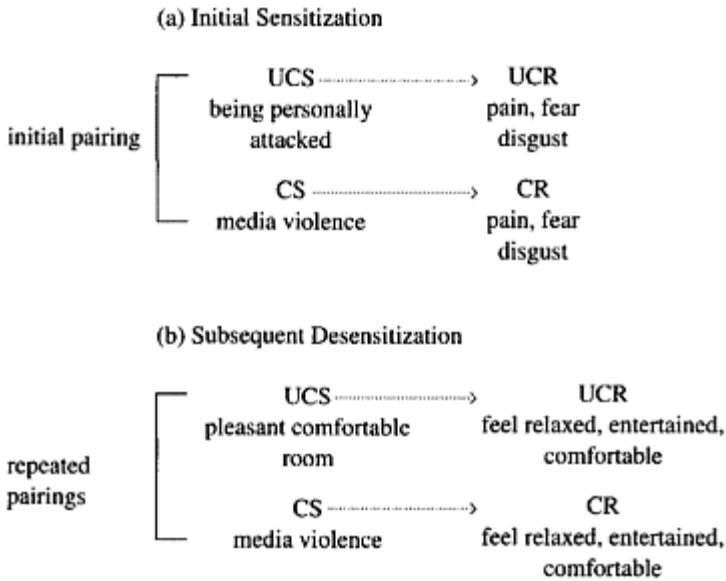 (a) Initial Sensitization
UCS UCR
being personally pain, fear
initial pairing attacked disgust
CS CR
media violence pain, fear
disgust
(b) Subsequent Desensitization
UCS UCR
pleasant comfortable feel relaxed, entertained,
room comfortable
repeated
pairings CS CR
media violence feel relaxed, entertained,
comfortable